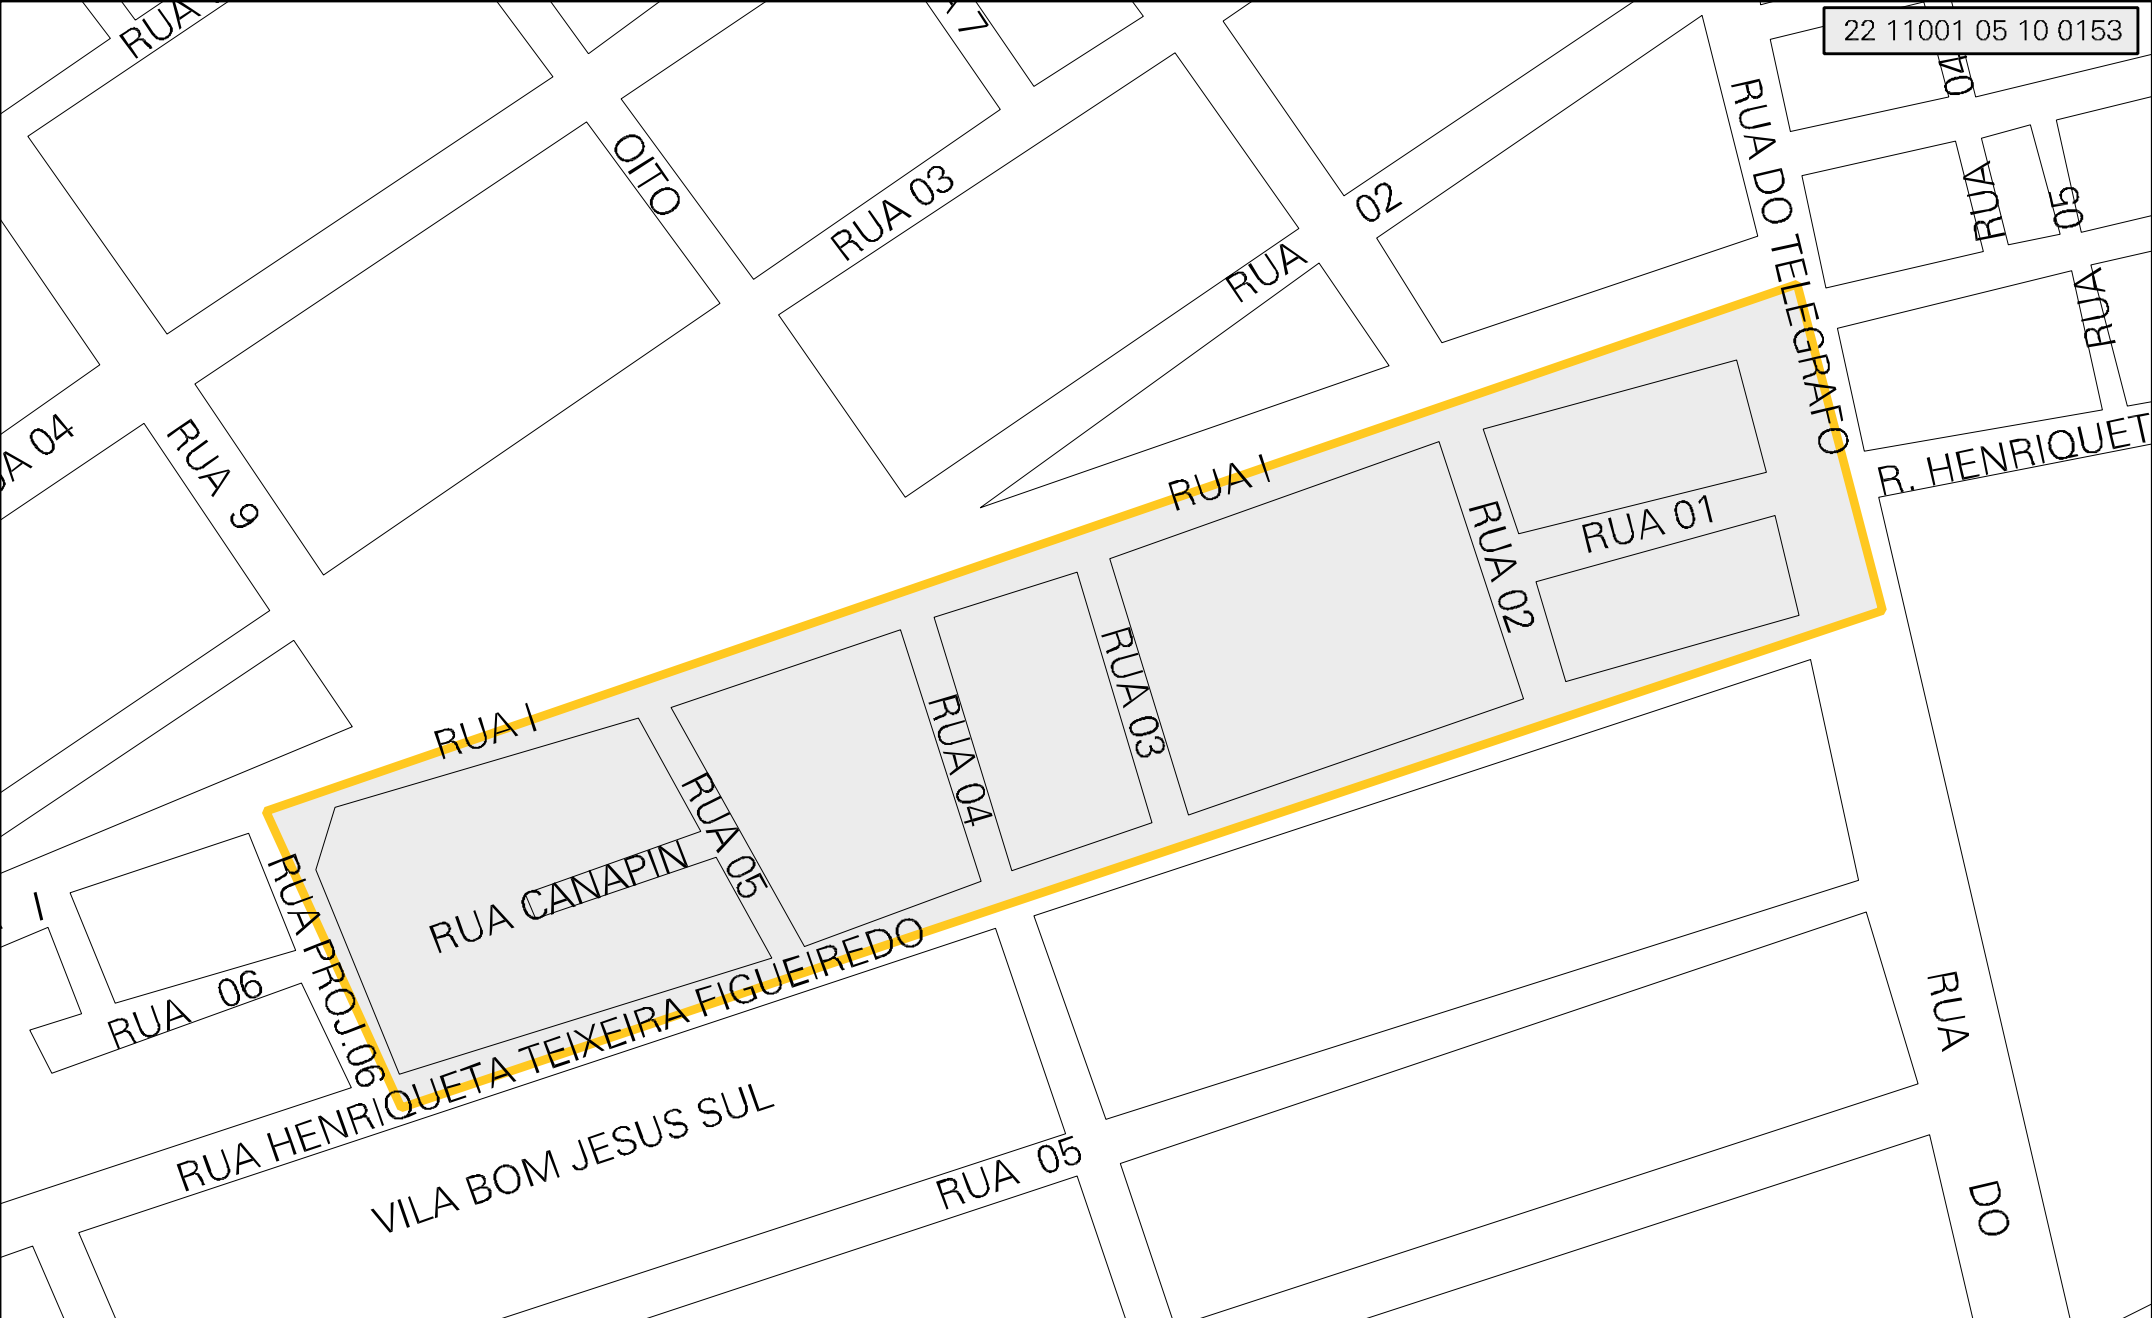 22 11001 05 10 0153
RUA
7
04
OITO
RUA 03
02
RUA
RUA DO TELEGRAFO
RUA
05
RUA
04
RUA 9
RUA I
R. HENRIQUET
RUA 01
RUA 02
RUA 03
RUA 04
RUA I
RUA 05
RUA CANAPIN
I
RUA 06
RUA PROJ.06
RUA HENRIQUETA TEIXEIRA FIGUEIREDO
VILA BOM JESUS SUL
RUA 05
RUA
DO